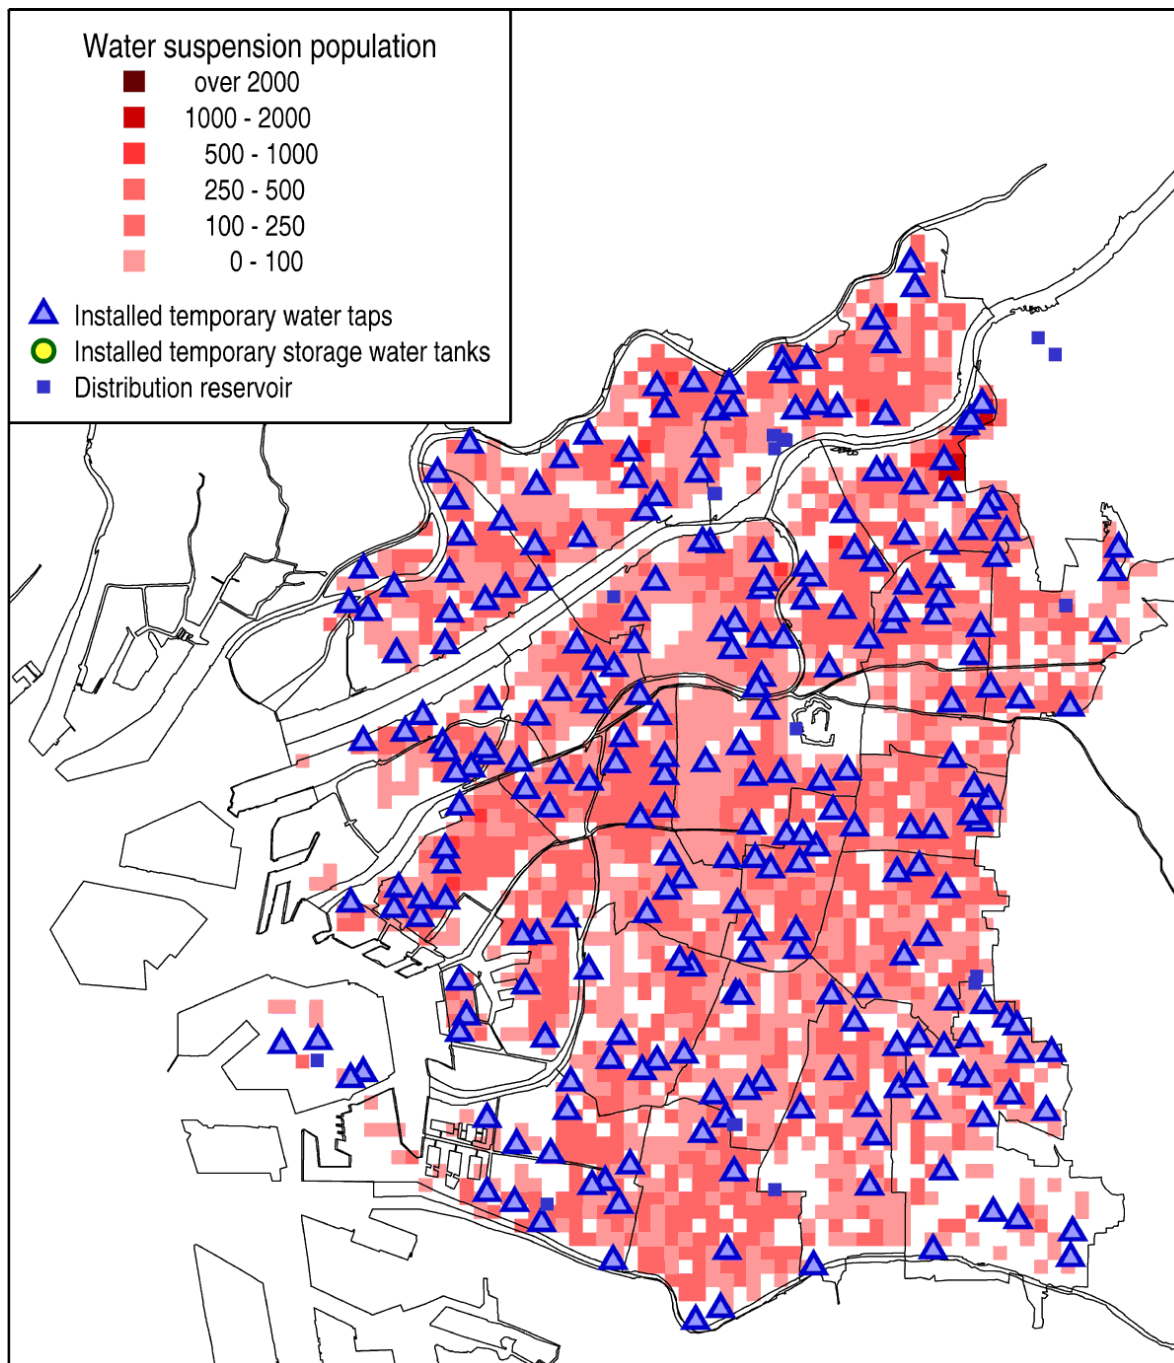 Water suspension population
over 2000
1000 - 2000
500 - 1000
250 - 500
100 - 250
0 - 100
Installed temporary water taps
Installed temporary storage water tanks
Distribution reservoir